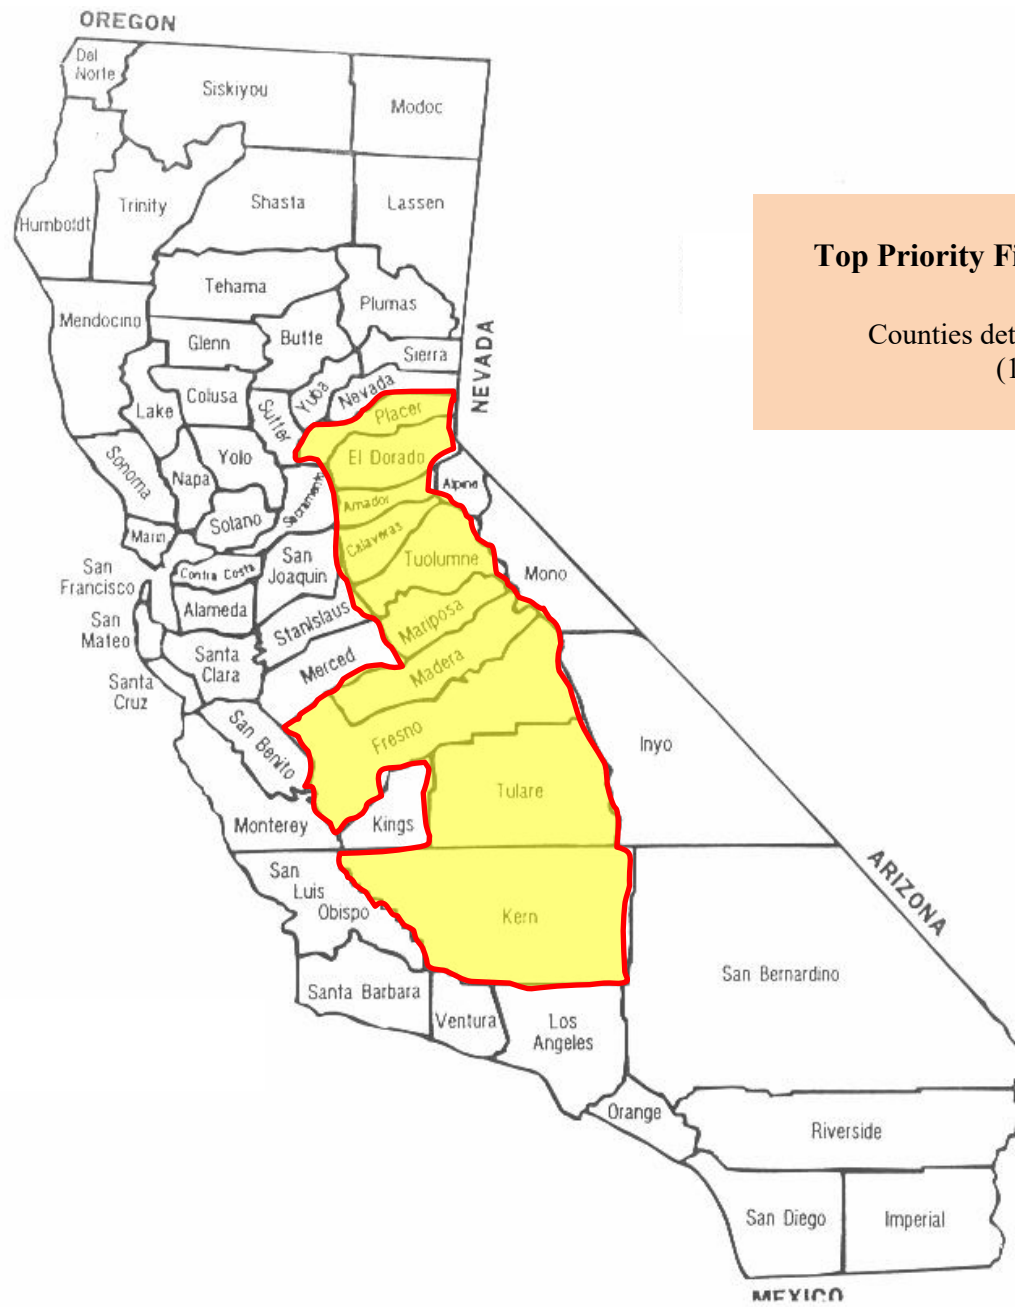 OREGON
Del
Norte
Siskiyou
Modoc
Humboldt
Trinity
Shasta
Lassen
Top Priority Fi
Counties det
(1
Tehama
Plumas
Mendocino
Glenn
Butte
Sierra
NEVADA
Lake
Colusa
Sutter
Yuba
Nevada
Placer
Sonoma
Napa
Yolo
El Dorado
Alpine
Sacramento
Amador
Solano
Marin
Calaveras
Contra Costa
San
Joaquin
Tuolumne
Mono
San
Francisco
Alameda
Stanislaus
Mariposa
San
Mateo
Santa
Clara
Merced
Madera
Santa
Cruz
San Benito
Fresno
Inyo
Tulare
Monterey
Kings
San
Luis
Obispo
Kern
ARIZONA
San Bernardino
Santa Barbara
Ventura
Los
Angeles
Orange
Riverside
San Diego
Imperial
MEXICO